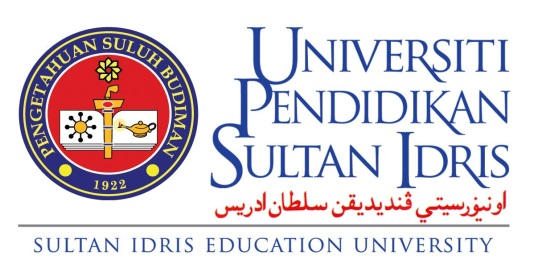 PENGETAHUAN SULUH BUDIMAN
1922
UNIVERSITI
PENDIDIKAN
SULTAN IDRIS
اونيۏرسيتي ڤنديديقن سلطان ادريس
SULTAN IDRIS EDUCATION UNIVERSITY